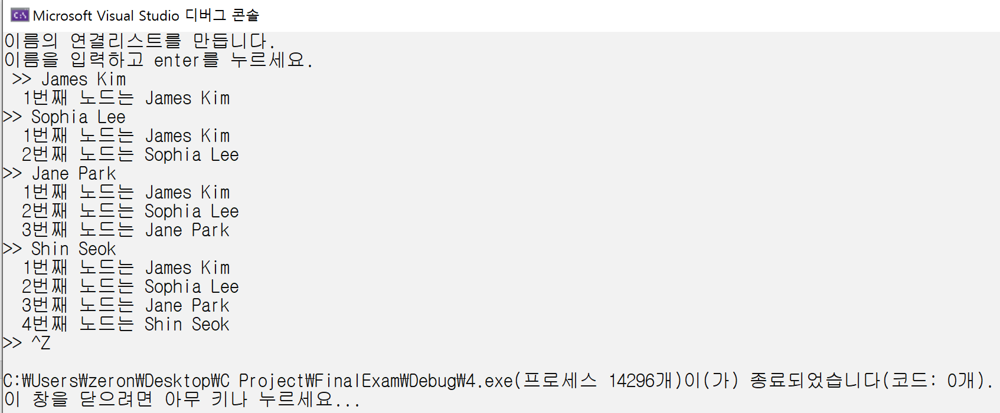 Microsoft Visual Studio 디버그 콘솔
이름의 연결리스트를 만듭니다.
이름을 입력하고 enter를 누르세요.
>> James Kim
1번째 노드는 James Kim
>> Sophia Lee
1번째 노드는 James Kim
2번째 노드는 Sophia Lee
>> Jane Park
1번째 노드는 James Kim
2번째 노드는 Sophia Lee
3번째 노드는 Jane Park
>> Shin Seok
1번째 노드는 James Kim
2번째 노드는 Sophia Lee
3번째 노드는 Jane Park
4번째 노드는 Shin Seok
>> ^Z
C:₩Users₩zeron₩Desktop₩C Project₩FinalExam₩Debug₩4.exe(프로세스 14296개)이(가) 종료되었습니다(코드: 0개).
이 창을 닫으려면 아무 키나 누르세요...